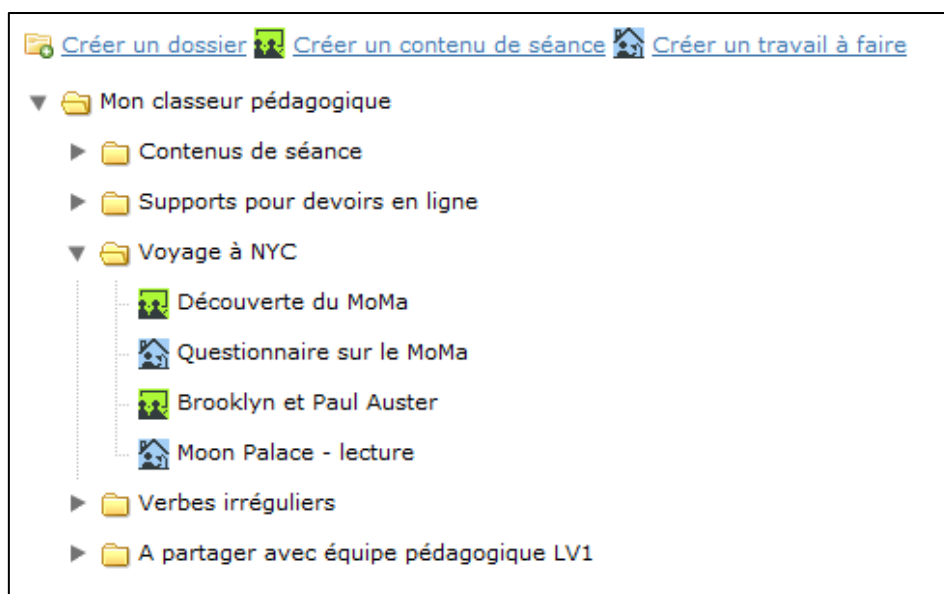 Créer un dossier Créer un contenu de séance Créer un travail à faire
Mon classeur pédagogique
Contenus de séance
Supports pour devoirs en ligne
Voyage à NYC
Découverte du MoMa
Questionnaire sur le MoMa
Brooklyn et Paul Auster
Moon Palace - lecture
Verbes irréguliers
A partager avec équipe pédagogique LV1